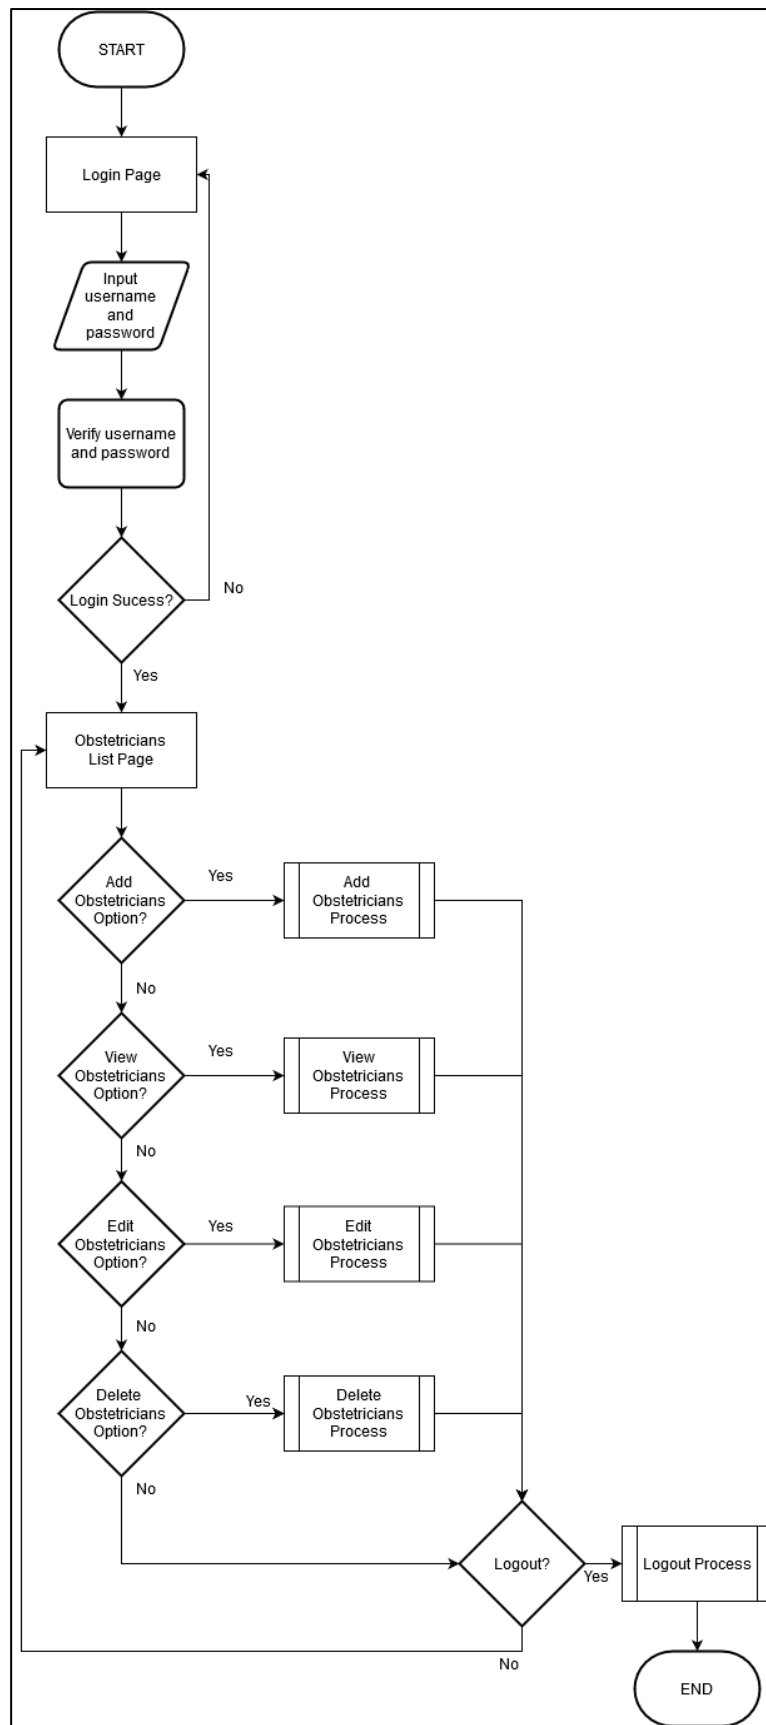 START
Login Page
Input
username
and
password
Verify username
and password
Login Sucess?
No
Yes
Obstetricians
List Page
Add
Obstetricians
Option?
Yes
Add
Obstetricians
Process
No
View
Obstetricians
Option?
Yes
View
Obstetricians
Process
No
Edit
Obstetricians
Option?
Yes
Edit
Obstetricians
Process
No
Delete
Obstetricians
Option?
Yes
Delete
Obstetricians
Process
No
Logout?
Yes
Logout Process
No
END